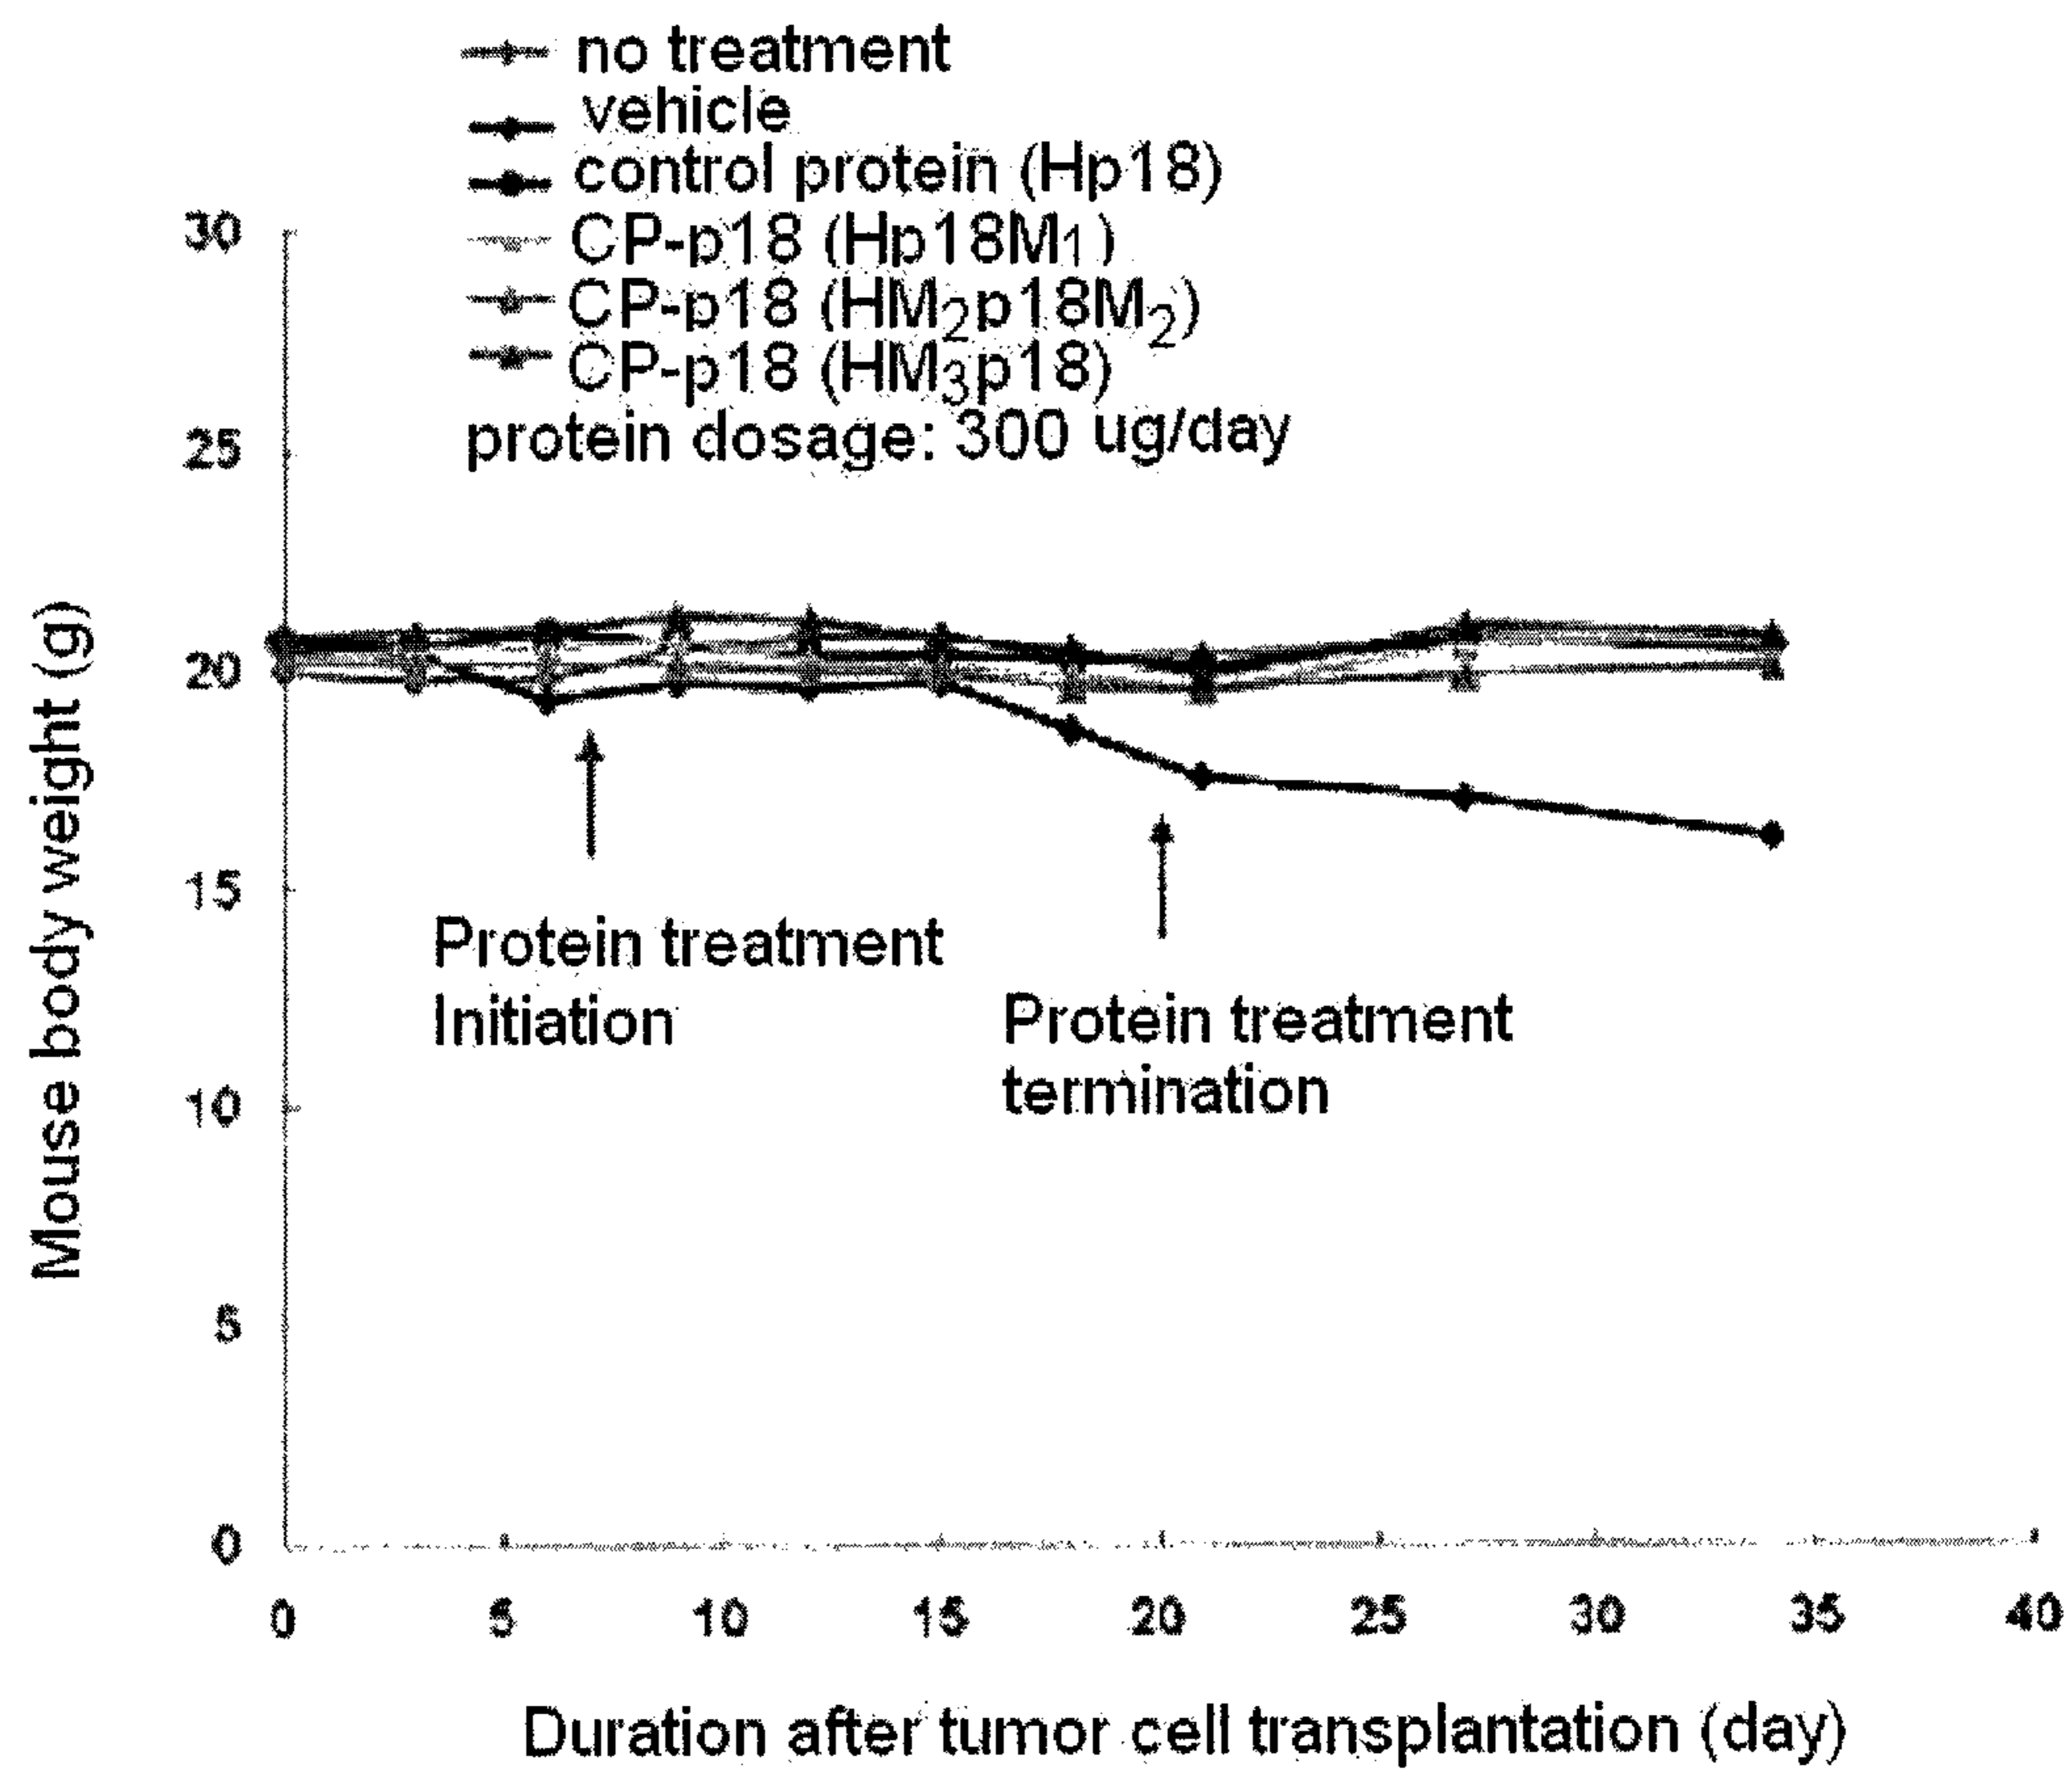 no treatment
vehicle
control protein (Hp18)
CP-p18 (Hp18M₁)
CP-p18 (HM₂p18M₂)
CP-p18 (HM₃p18)
protein dosage: 300 ug/day
30
25
20
15
10
5
0
Mouse body weight (g)
Protein treatment
Initiation
Protein treatment
termination
0 5 10 15 20 25 30 35 40
Duration after tumor cell transplantation (day)